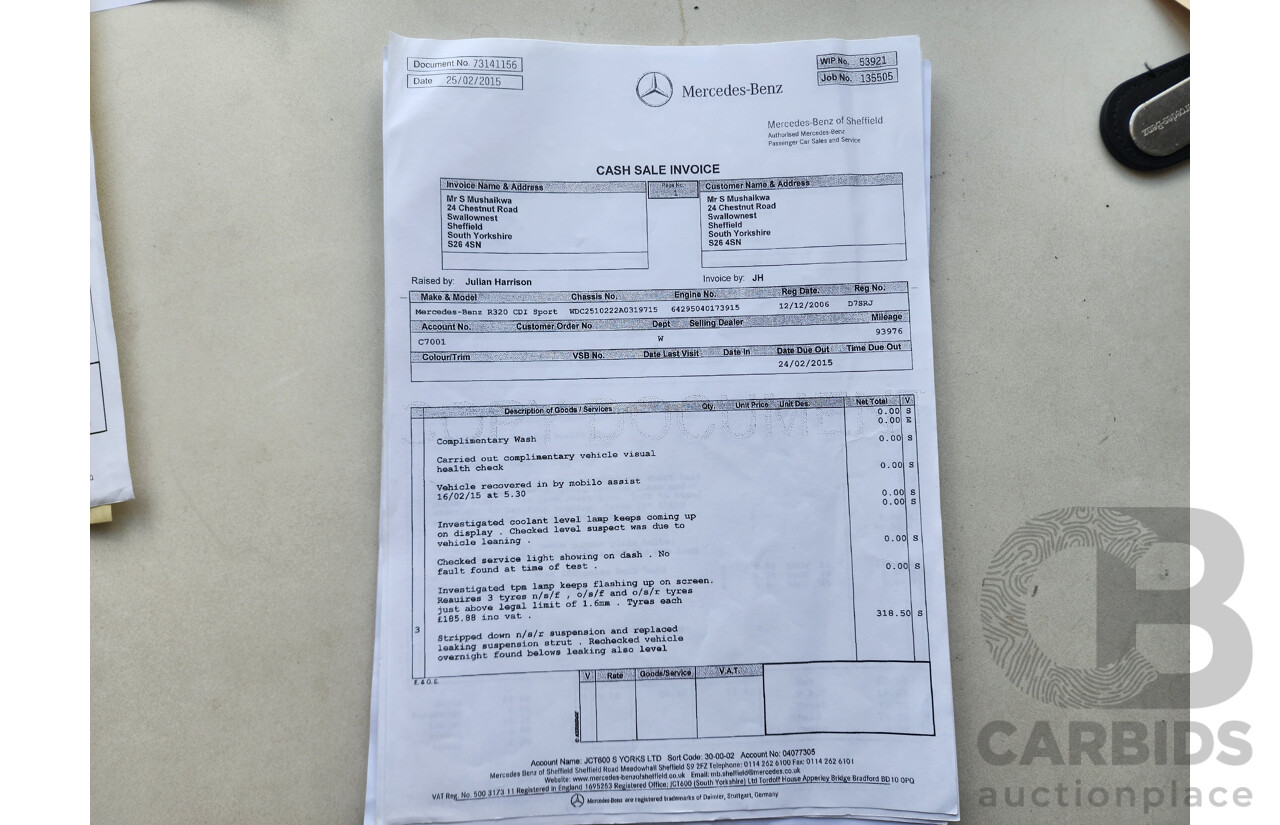 Document No. 73141156
Date 25/02/2015
WIP No. 53921
Job No. 135505
Mercedes-Benz
Mercedes-Benz of Sheffield
Authorised Mercedes-Benz
Passenger Car Sales and Service
CASH SALE INVOICE
Invoice Name & Address
Page No.
1
Customer Name & Address
Mr S Mushaikwa
24 Chestnut Road
Swallownest
Sheffield
South Yorkshire
S26 4SN
Mr S Mushaikwa
24 Chestnut Road
Swallownest
Sheffield
South Yorkshire
S26 4SN
Raised by: Julian Harrison
Invoice by: JH
Make & Model Chassis No. Engine No. Reg Date. Reg No.
Mercedes-Benz R320 CDI Sport WDC2510222A0319715 64295040173915 12/12/2006 D7SRJ
Account No. Customer Order No Dept Selling Dealer Mileage
C7001 W 93976
Colour/Trim VSB No. Date Last Visit Date In Date Due Out Time Due Out
24/02/2015
COPY DOCUMENT
Description of Goods / Services Qty. Unit Price Unit Des. Net Total V
0.00 S
0.00 E
Complimentary Wash 0.00 S
Carried out complimentary vehicle visual
health check 0.00 S
Vehicle recovered in by mobilo assist
16/02/15 at 5.30 0.00 S
0.00 S
Investigated coolant level lamp keeps coming up
on display . Checked level suspect was due to
vehicle leaning . 0.00 S
Checked service light showing on dash . No
fault found at time of test . 0.00 S
Investigated tpm lamp keeps flashing up on screen.
Reauires 3 tyres n/s/f , o/s/f and o/s/r tyres
just above legal limit of 1.6mm . Tyres each
£185.88 inc vat . 318.50 S
3
Stripped down n/s/r suspension and replaced
leaking suspension strut . Rechecked vehicle
overnight found belows leaking also level
E. & O. E.
V Rate Goods/Service V.A.T.
Account Name: JCT600 S YORKS LTD Sort Code: 30-00-02 Account No: 04077305
Mercedes Benz of Sheffield Sheffield Road Meadowhall Sheffield S9 2FZ Telephone: 0114 262 6100 Fax: 0114 262 6101
Website: www.mercedes-benzofsheffield.co.uk Email: mb.sheffield@mercedes.co.uk
VAT Reg. No. 500 3173 11 Registered in England 1695253 Registered Office: JCT600 (South Yorkshire) Ltd Tordoff House Apperley Bridge Bradford BD10 0PQ
Mercedes-Benz are registered trademarks of Daimler, Stuttgart, Germany
CB
CARBIDS
auctionplace